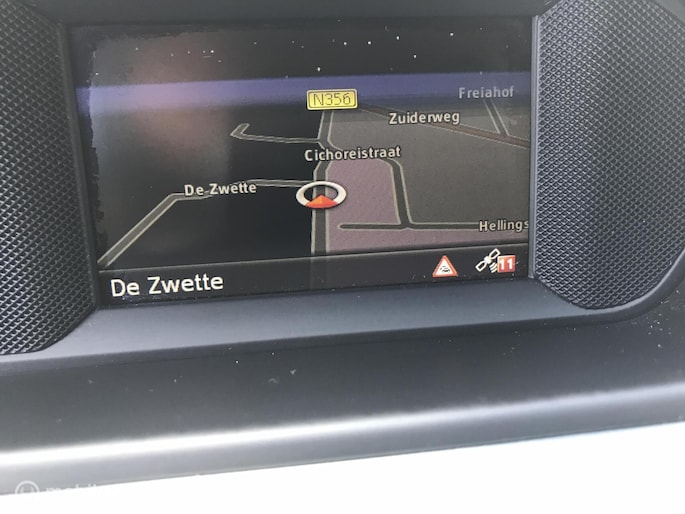 N356
Freiahof
Zuiderweg
Cichoreistraat
De Zwette
Hellings
De Zwette
11